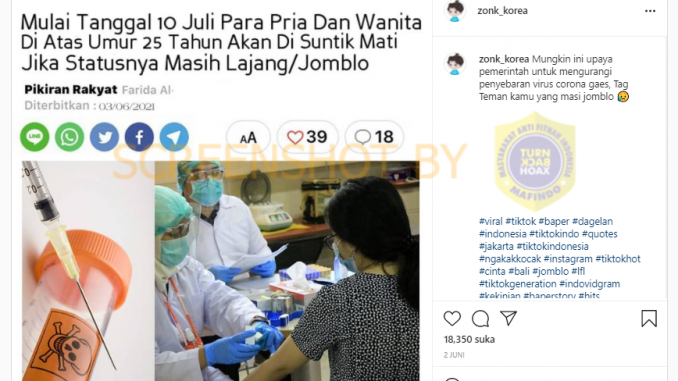 Mulai Tanggal 10 Juli Para Pria Dan Wanita
Di Atas Umur 25 Tahun Akan Di Suntik Mati
Jika Statusnya Masih Lajang/Jomblo
Pikiran Rakyat Farida Al-
Diterbitkan : 03/06/2021
AA
39
18
SCREENSHOT BY
zonk_korea
zonk_korea Mungkin ini upaya
pemerintah untuk mengurangi
penyebaran virus corona gaes, Tag
Teman kamu yang masi jomblo
MASYARAKAT ANTI FITNAH INDONESIA
TURN
BACK
HOAX
MAFINDO
#viral #tiktok #baper #dagelan
#indonesia #tiktokindo #quotes
#jakarta #tiktokindonesia
#ngakakkocak #instagram #tiktokhot
#cinta #bali #jomblo #lfl
#tiktokgeneration #indovidgram
#kekinian #baperstory #hits
18,350 suka
2 JUNI